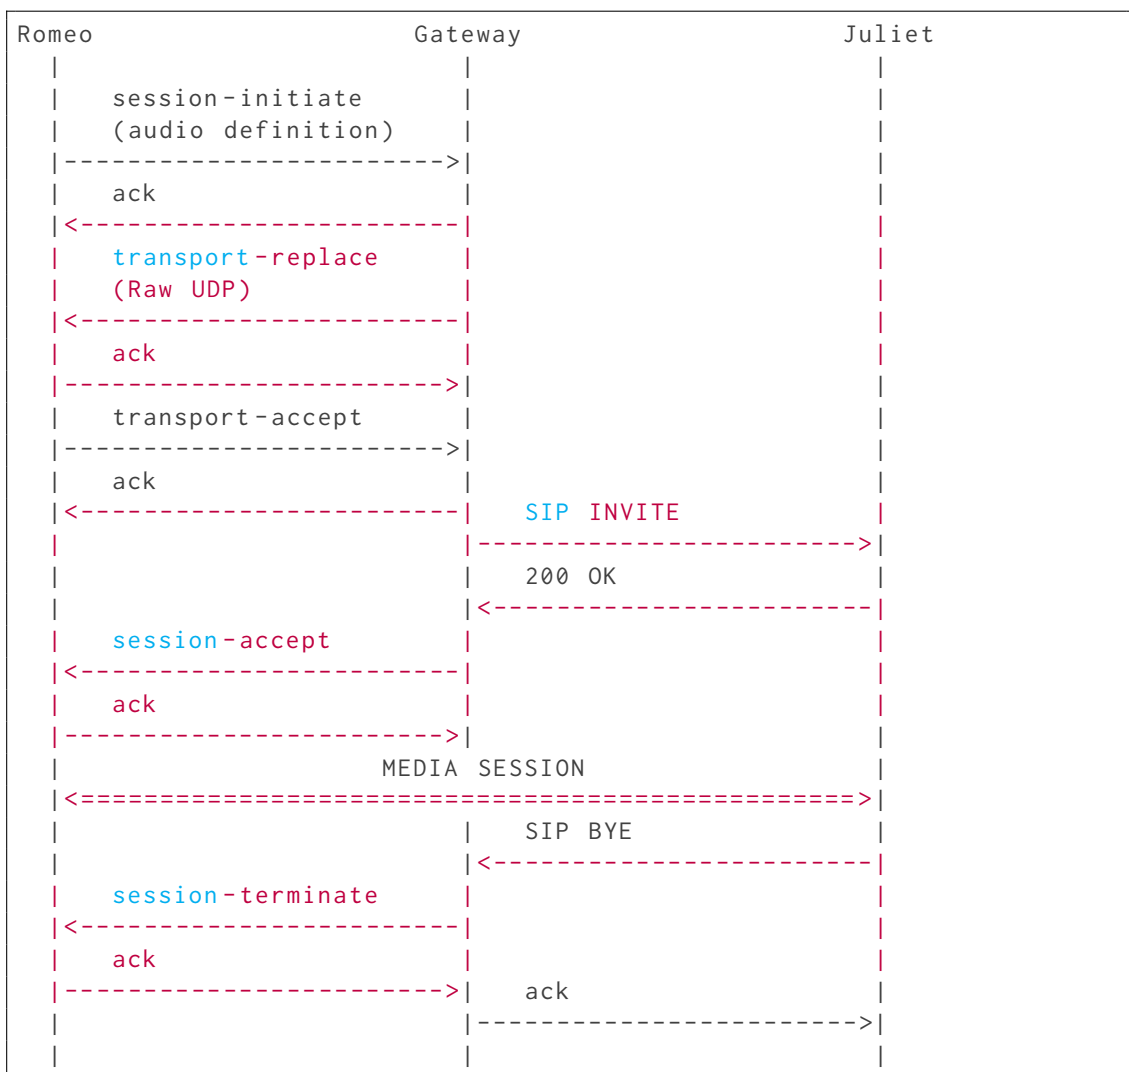 Romeo Gateway Juliet
| | |
| session-initiate | |
| (audio definition) | |
|------------------------>| |
| ack | |
|<------------------------| |
| transport-replace | |
| (Raw UDP) | |
|<------------------------| |
| ack | |
|------------------------>| |
| transport-accept | |
|------------------------>| |
| ack | |
|<------------------------| SIP INVITE |
| |------------------------>|
| | 200 OK |
| |<------------------------|
| session-accept | |
|<------------------------| |
| ack | |
|------------------------>| |
| MEDIA SESSION |
|<==================================================>|
| | SIP BYE |
| |<------------------------|
| session-terminate | |
|<------------------------| |
| ack | |
|------------------------>| ack |
| |------------------------>|
| | |